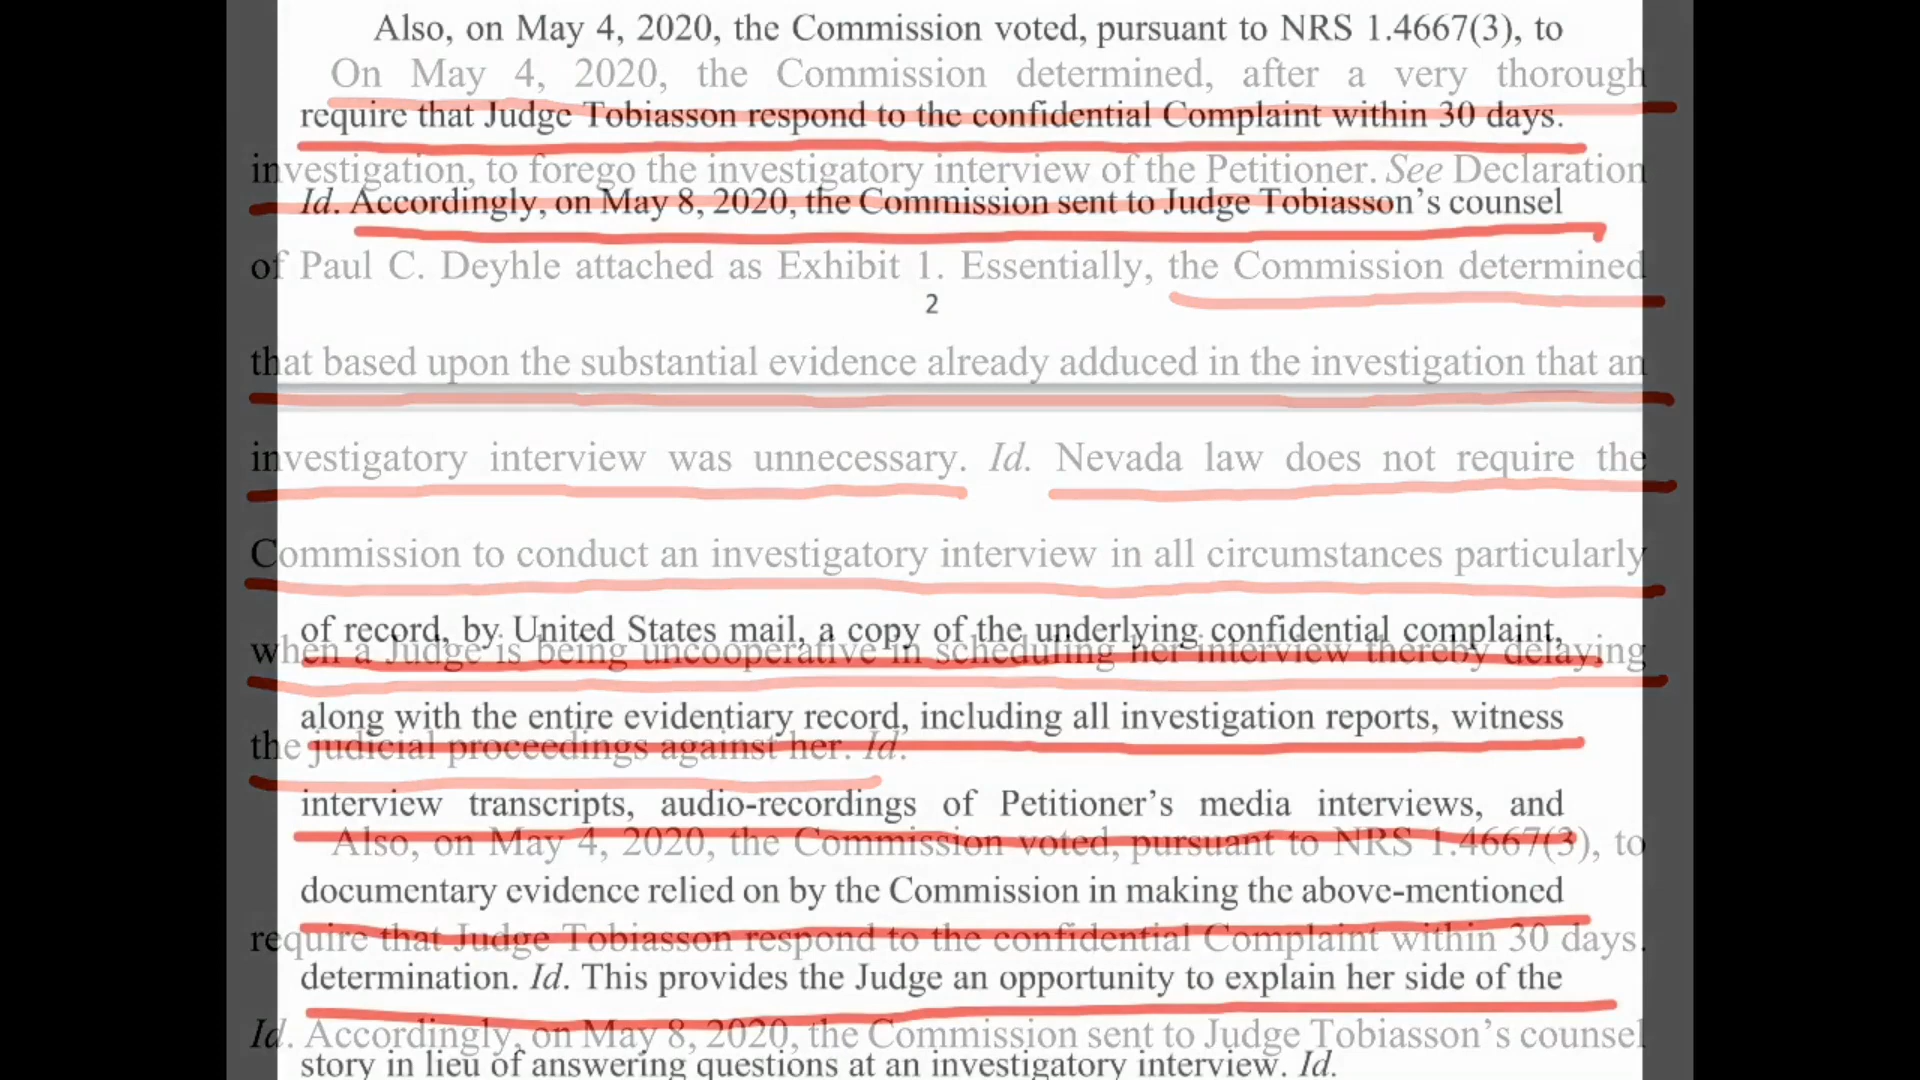 Also, on May 4, 2020, the Commission voted, pursuant to NRS 1.4667(3), to
On May 4, 2020, the Commission determined, after a very thorough
require that Judge Tobiasson respond to the confidential Complaint within 30 days.
investigation, to forego the investigatory interview of the Petitioner. See Declaration
Id. Accordingly, on May 8, 2020, the Commission sent to Judge Tobiasson’s counsel
of Paul C. Deyhle attached as Exhibit 1. Essentially, the Commission determined
2
that based upon the substantial evidence already adduced in the investigation that an
investigatory interview was unnecessary. Id. Nevada law does not require the
Commission to conduct an investigatory interview in all circumstances particularly
of record, by United States mail, a copy of the underlying confidential complaint,
when a Judge is being uncooperative in scheduling her interview thereby delaying
along with the entire evidentiary record, including all investigation reports, witness
the judicial proceedings against her. Id.
interview transcripts, audio-recordings of Petitioner’s media interviews, and
Also, on May 4, 2020, the Commission voted, pursuant to NRS 1.4667(3), to
documentary evidence relied on by the Commission in making the above-mentioned
require that Judge Tobiasson respond to the confidential Complaint within 30 days.
determination. Id. This provides the Judge an opportunity to explain her side of the
Id. Accordingly, on May 8, 2020, the Commission sent to Judge Tobiasson’s counsel
story in lieu of answering questions at an investigatory interview. Id.